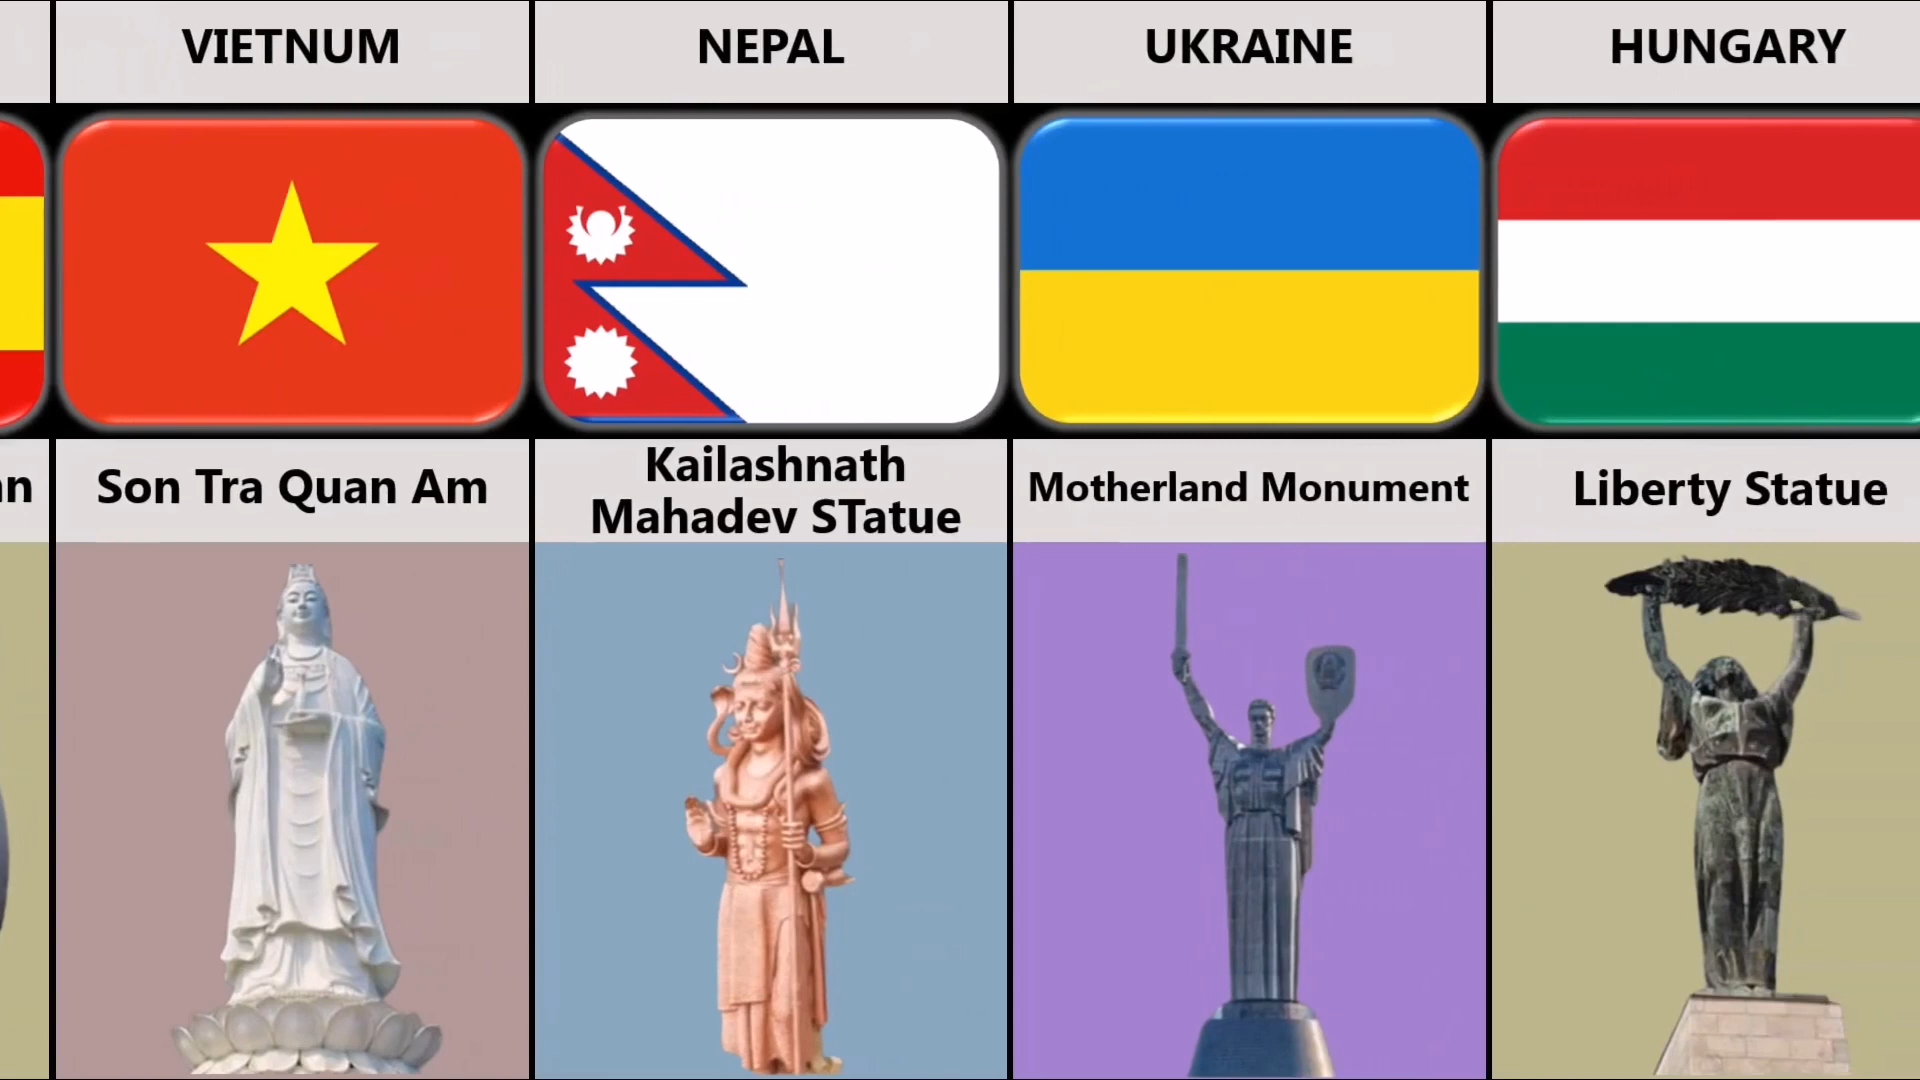 VIETNUM
NEPAL
UKRAINE
HUNGARY
Son Tra Quan Am
Kailashnath
Mahadev STatue
Motherland Monument
Liberty Statue